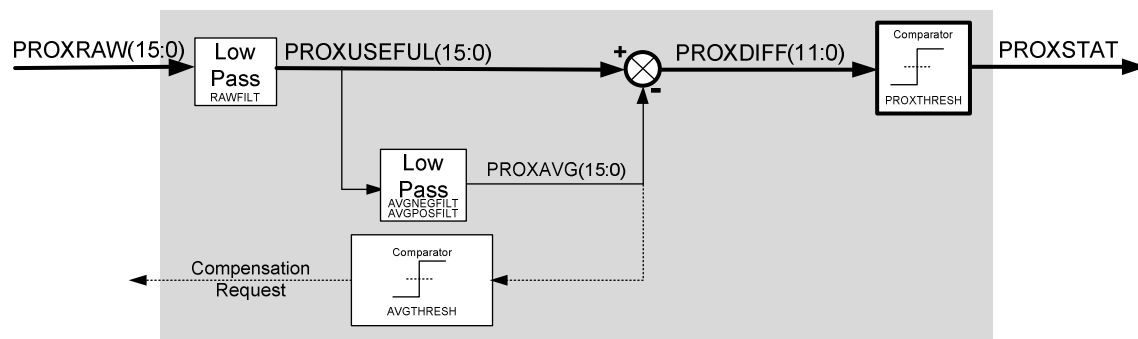 PROXRAW(15:0)
Low
Pass
RAWFILT
PROXUSEFUL(15:0)
+
-
PROXDIFF(11:0)
Comparator
PROXTHRESH
PROXSTAT
Low
Pass
AVGNEGFILT
AVGPOSFILT
PROXAVG(15:0)
Comparator
AVGTHRESH
Compensation
Request